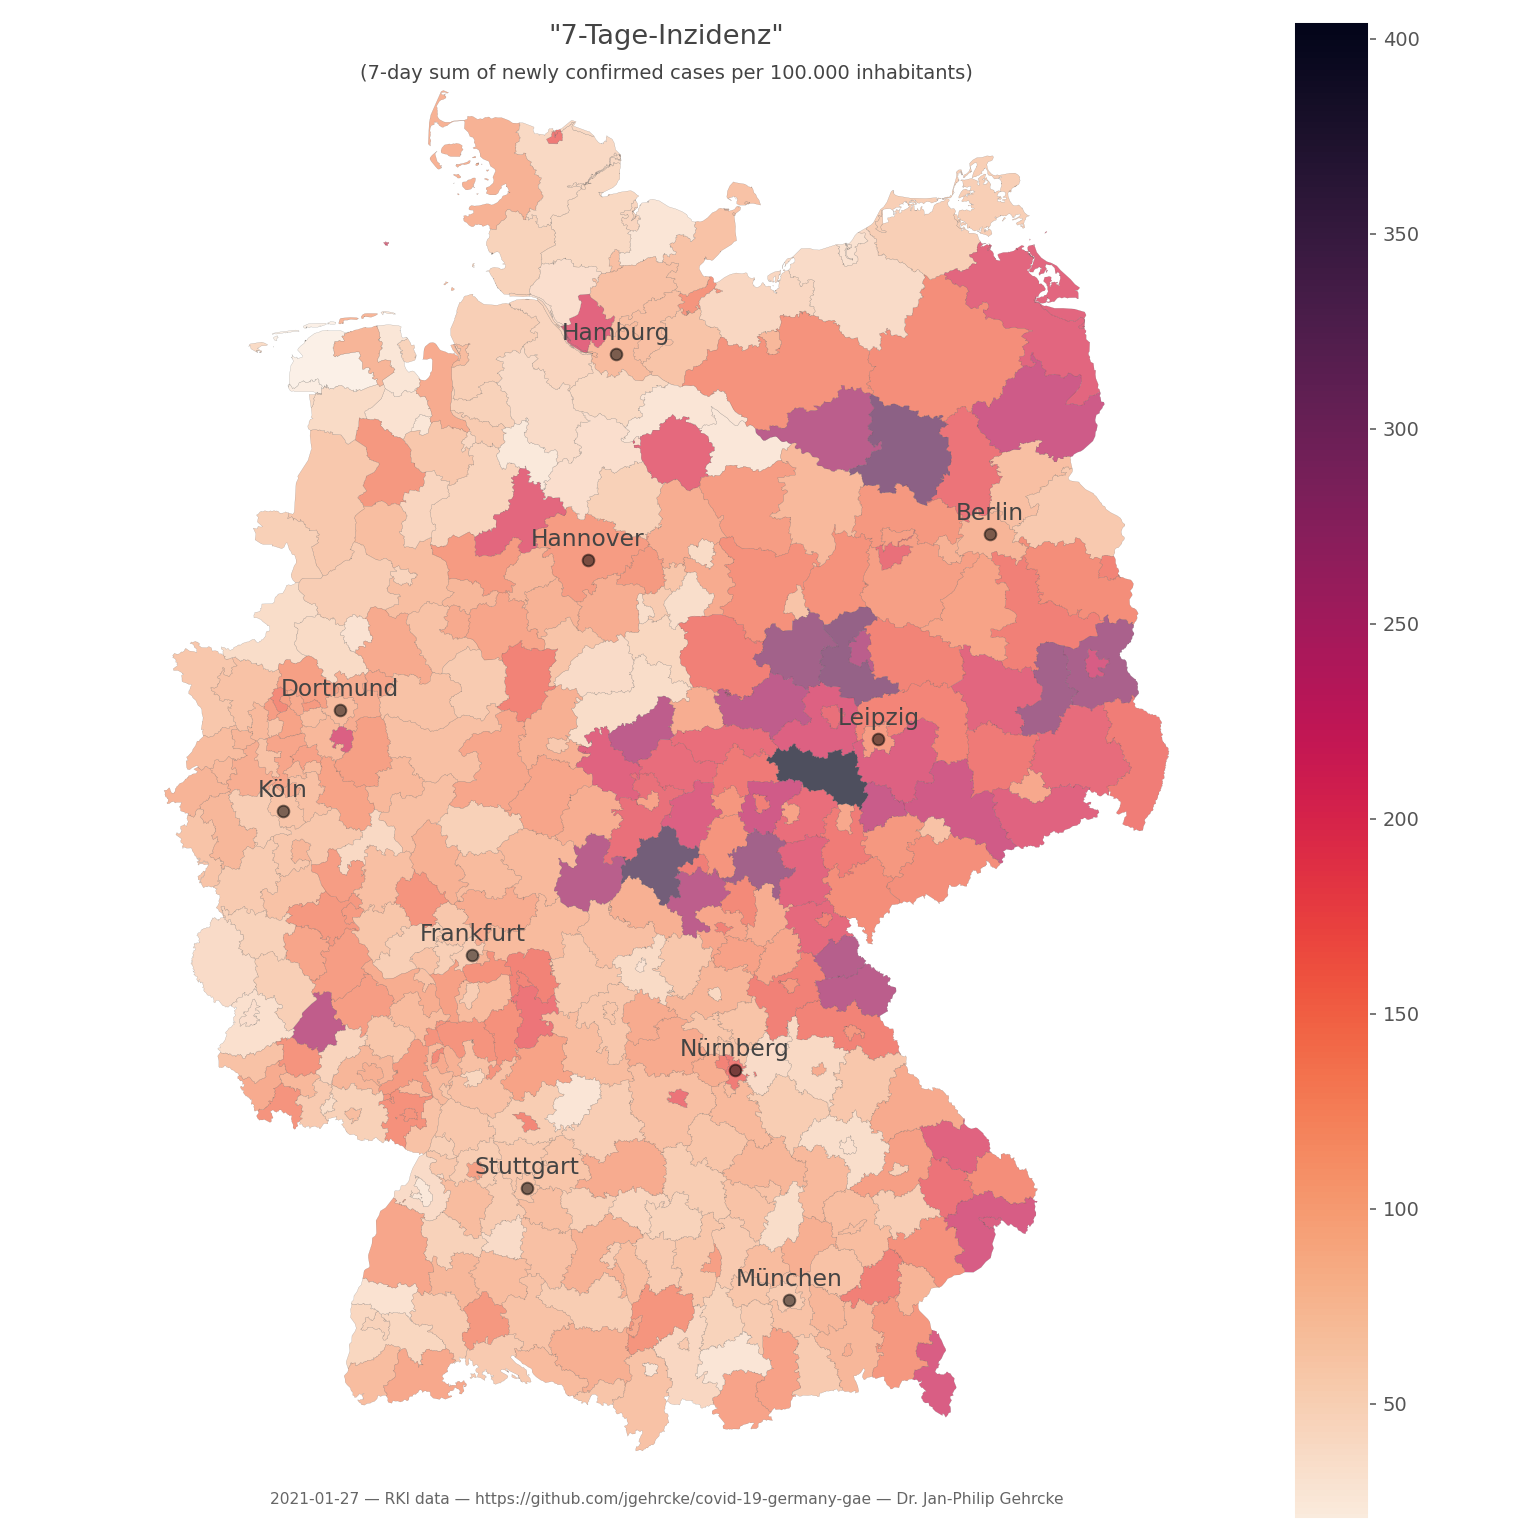 "7-Tage-Inzidenz"
(7-day sum of newly confirmed cases per 100.000 inhabitants)
400
350
300
250
200
150
100
50
Hamburg
Berlin
Hannover
Dortmund
Leipzig
Köln
Frankfurt
Nürnberg
Stuttgart
München
2021-01-27 — RKI data — https://github.com/jgehrcke/covid-19-germany-gae — Dr. Jan-Philip Gehrcke